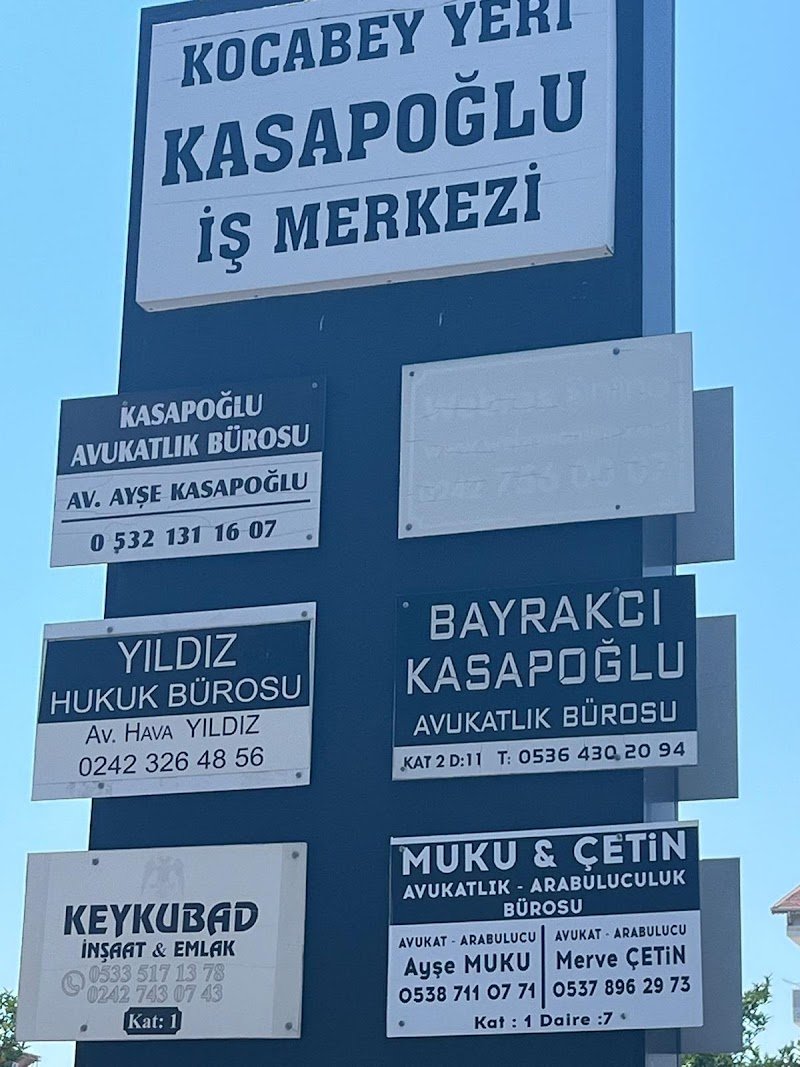 KOCABEY YERİ
KASAPOĞLU
İŞ MERKEZİ
KASAPOĞLU
AVUKATLIK BÜROSU
AV. AYŞE KASAPOĞLU
0 532 131 16 07
YILDIZ
HUKUK BÜROSU
Av. HAVA YILDIZ
0242 326 48 56
BAYRAKCI
KASAPOĞLU
AVUKATLIK BÜROSU
KAT 2 D:11 T: 0536 430 20 94
KEYKUBAD
İNŞAAT & EMLAK
0533 517 13 78
0242 743 07 43
Kat: 1
MUKU & ÇETİN
AVUKATLIK - ARABULUCULUK
BÜROSU
AVUKAT - ARABULUCU
Ayşe MUKU
0538 711 07 71
AVUKAT - ARABULUCU
Merve ÇETİN
0537 896 29 73
Kat : 1 Daire :7